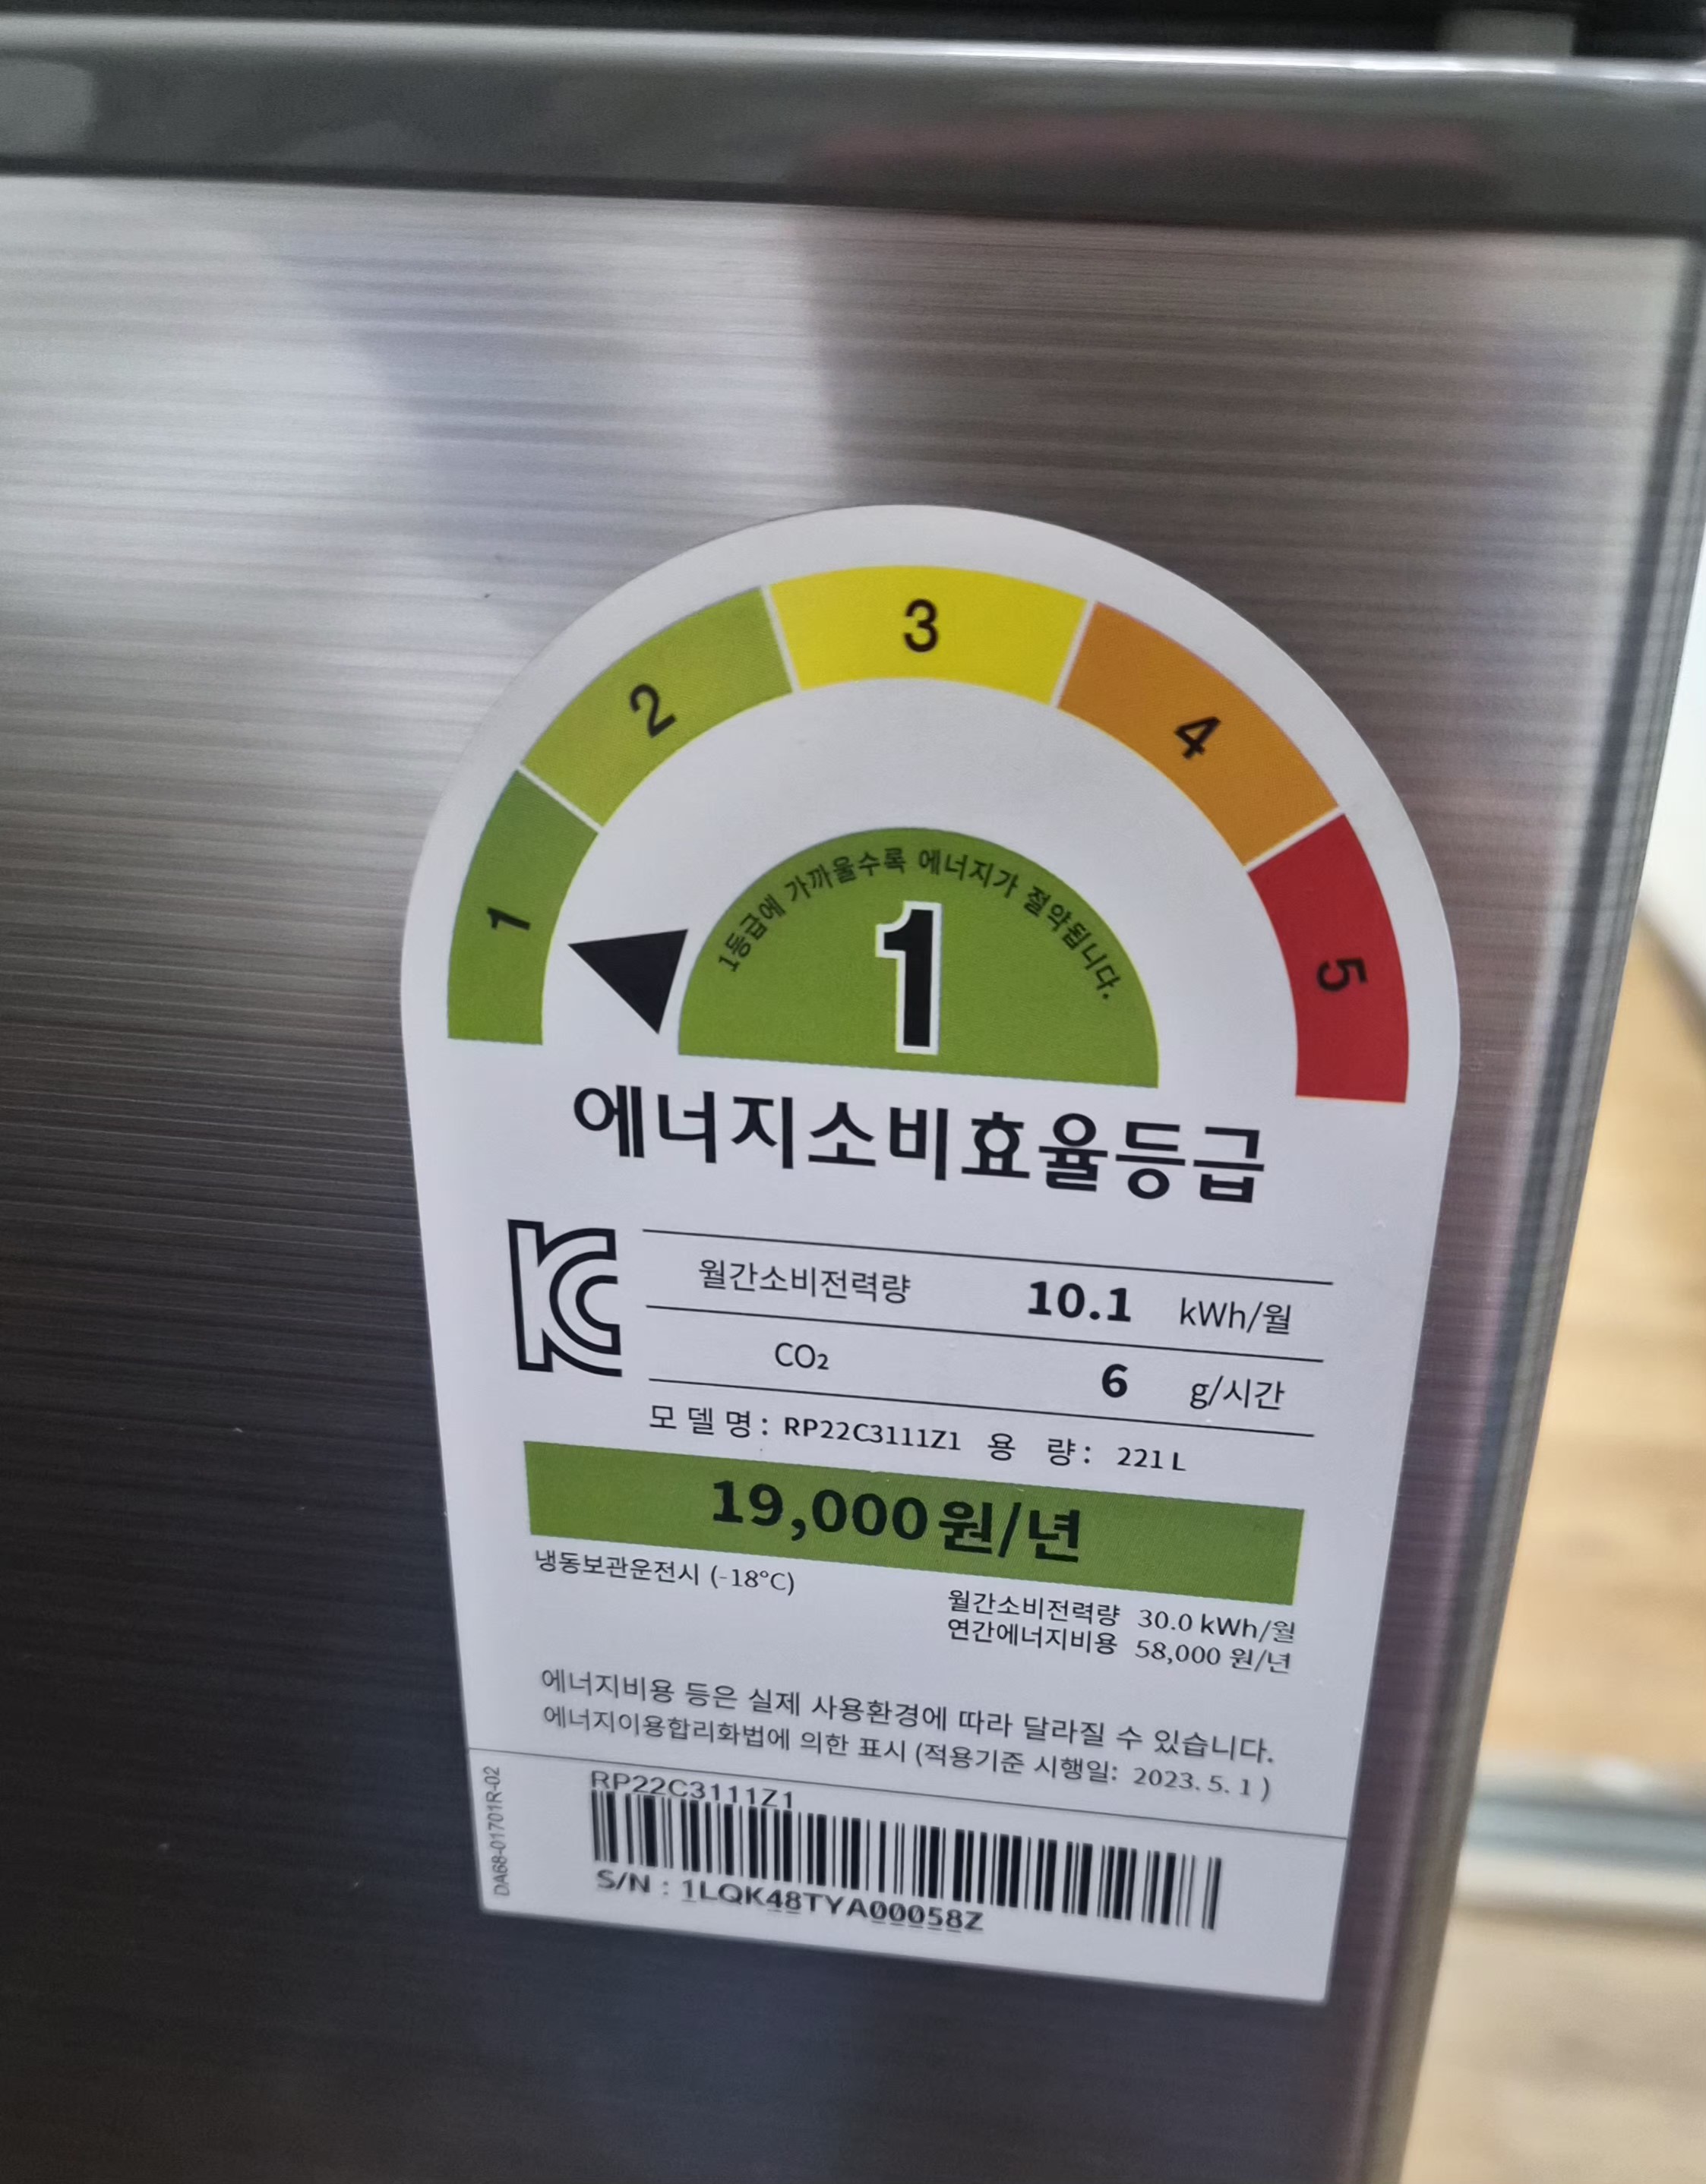 1 2 3 4 5
1등급에 가까울수록 에너지가 절약됩니다.
1
에너지소비효율등급
KC
월간소비전력량 10.1 kWh/월
CO₂ 6 g/시간
모델명: RP22C3111Z1 용 량: 221 L
19,000원/년
냉동보관운전시 (-18°C)
월간소비전력량 30.0 kWh/월
연간에너지비용 58,000 원/년
에너지비용 등은 실제 사용환경에 따라 달라질 수 있습니다.
에너지이용합리화법에 의한 표시 (적용기준 시행일: 2023. 5. 1 )
DA68-01701R-02
RP22C3111Z1
S/N : 1LQK48TYA00058Z